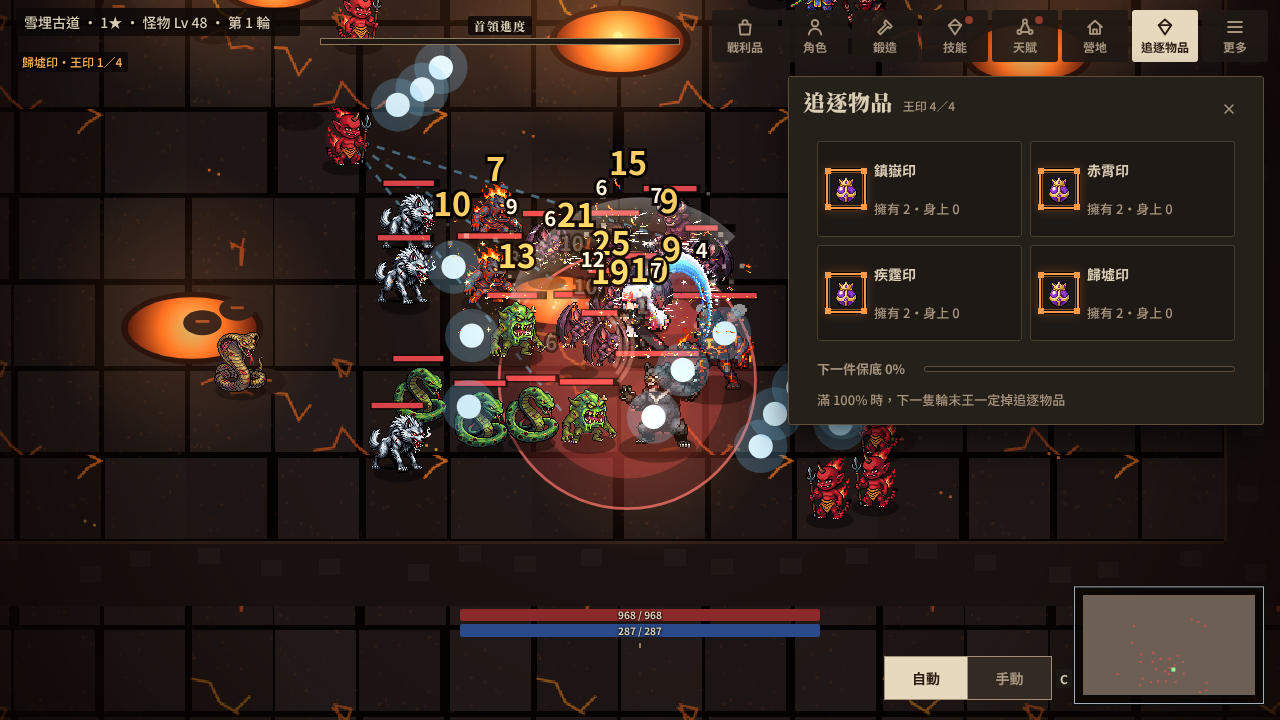 雪埋古道 · 1★ · 怪物 Lv 48 · 第 1 輪
首領進度
歸墟印 · 王印 1／4
戰利品
角色
鍛造
技能
天賦
營地
追逐物品
更多
追逐物品 王印 4／4
×
鎮嶽印
擁有 2・身上 0
赤霄印
擁有 2・身上 0
疾霆印
擁有 2・身上 0
歸墟印
擁有 2・身上 0
下一件保底 0%
滿 100% 時，下一隻輪末王一定掉追逐物品
7
15
6
10
9
7
9
6
21
10
25
13
12
9
4
19
10
7
6
968 / 968
287 / 287
自動
手動
C